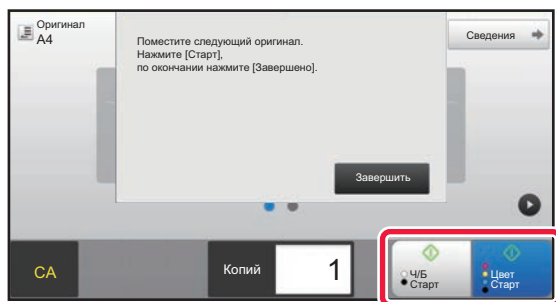 Оригинал
A4
Поместите следующий оригинал.
Нажмите [Старт],
по окончании нажмите [Завершено].
Сведения
Завершить
CA
Копий
1
Ч/Б
Старт
Цвет
Старт